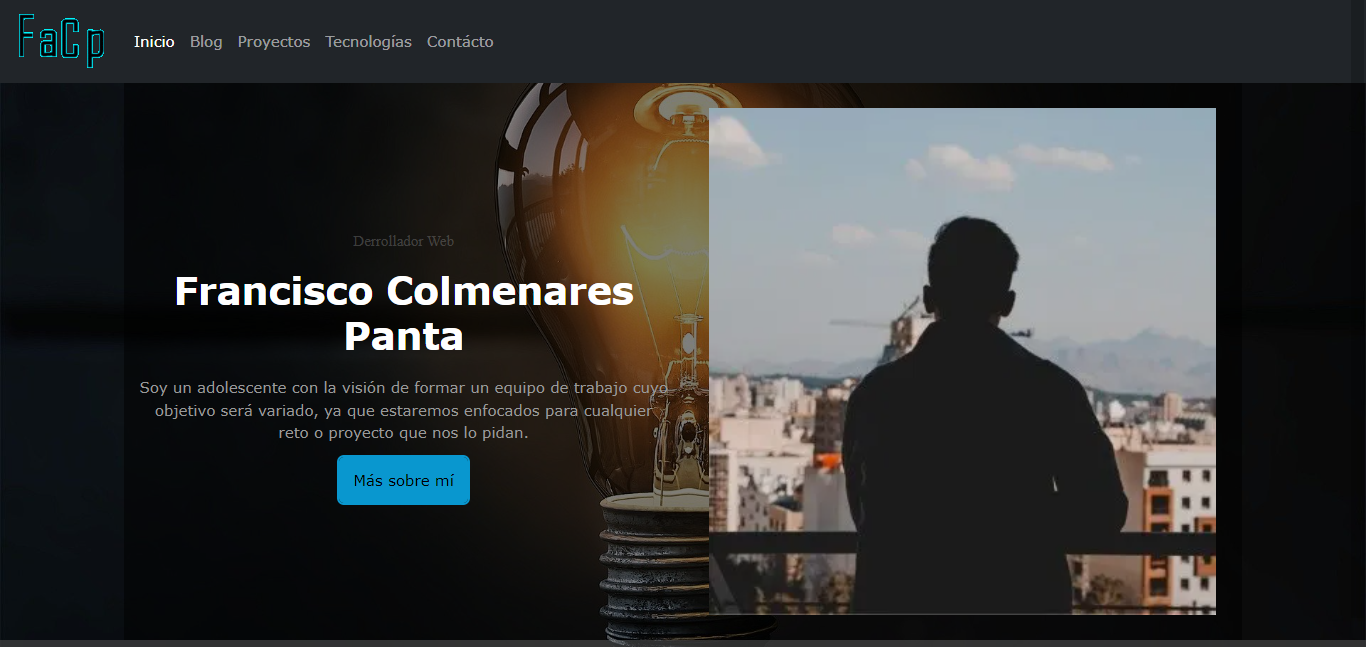 FaCp
Inicio Blog Proyectos Tecnologías Contácto
Derrollador Web
Francisco Colmenares
Panta
Soy un adolescente con la visión de formar un equipo de trabajo cuyo
objetivo será variado, ya que estaremos enfocados para cualquier
reto o proyecto que nos lo pidan.
Más sobre mí